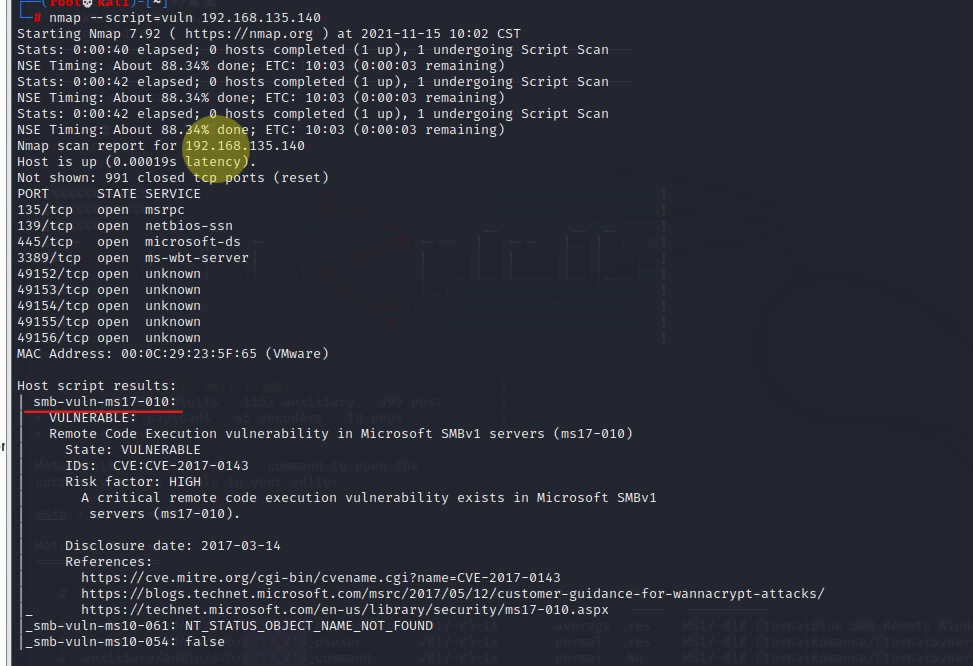 (root💀kali)-[~]
# nmap --script=vuln 192.168.135.140
Starting Nmap 7.92 ( https://nmap.org ) at 2021-11-15 10:02 CST
Stats: 0:00:40 elapsed; 0 hosts completed (1 up), 1 undergoing Script Scan
NSE Timing: About 88.34% done; ETC: 10:03 (0:00:03 remaining)
Stats: 0:00:42 elapsed; 0 hosts completed (1 up), 1 undergoing Script Scan
NSE Timing: About 88.34% done; ETC: 10:03 (0:00:03 remaining)
Stats: 0:00:42 elapsed; 0 hosts completed (1 up), 1 undergoing Script Scan
NSE Timing: About 88.34% done; ETC: 10:03 (0:00:03 remaining)
Nmap scan report for 192.168.135.140
Host is up (0.00019s latency).
Not shown: 991 closed tcp ports (reset)
PORT      STATE SERVICE
135/tcp   open  msrpc
139/tcp   open  netbios-ssn
445/tcp   open  microsoft-ds
3389/tcp  open  ms-wbt-server
49152/tcp open  unknown
49153/tcp open  unknown
49154/tcp open  unknown
49155/tcp open  unknown
49156/tcp open  unknown
MAC Address: 00:0C:29:23:5F:65 (VMware)
Host script results:
| smb-vuln-ms17-010:
|   VULNERABLE:
|   Remote Code Execution vulnerability in Microsoft SMBv1 servers (ms17-010)
|     State: VULNERABLE
|     IDs:  CVE:CVE-2017-0143
|     Risk factor: HIGH
|       A critical remote code execution vulnerability exists in Microsoft SMBv1
|        servers (ms17-010).
|
|     Disclosure date: 2017-03-14
|     References:
|       https://cve.mitre.org/cgi-bin/cvename.cgi?name=CVE-2017-0143
|       https://blogs.technet.microsoft.com/msrc/2017/05/12/customer-guidance-for-wannacrypt-attacks/
|_      https://technet.microsoft.com/en-us/library/security/ms17-010.aspx
|_smb-vuln-ms10-061: NT_STATUS_OBJECT_NAME_NOT_FOUND
|_smb-vuln-ms10-054: false